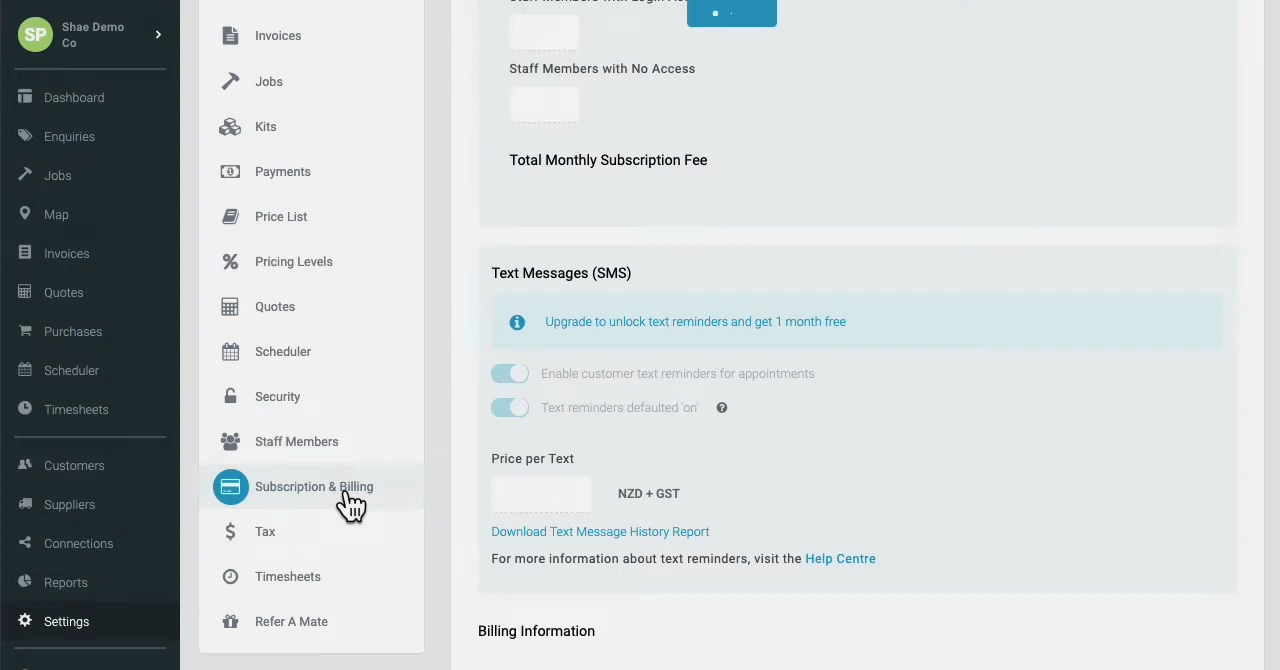 SP
Shae Demo
Co
Dashboard
Enquiries
Jobs
Map
Invoices
Quotes
Purchases
Scheduler
Timesheets
Customers
Suppliers
Connections
Reports
Settings
Invoices
Jobs
Kits
Payments
Price List
Pricing Levels
Quotes
Scheduler
Security
Staff Members
Subscription & Billing
Tax
Timesheets
Refer A Mate
Staff Members with Login
Staff Members with No Access
Total Monthly Subscription Fee
Text Messages (SMS)
Upgrade to unlock text reminders and get 1 month free
Enable customer text reminders for appointments
Text reminders defaulted 'on'
Price per Text
NZD + GST
Download Text Message History Report
For more information about text reminders, visit the Help Centre
Billing Information